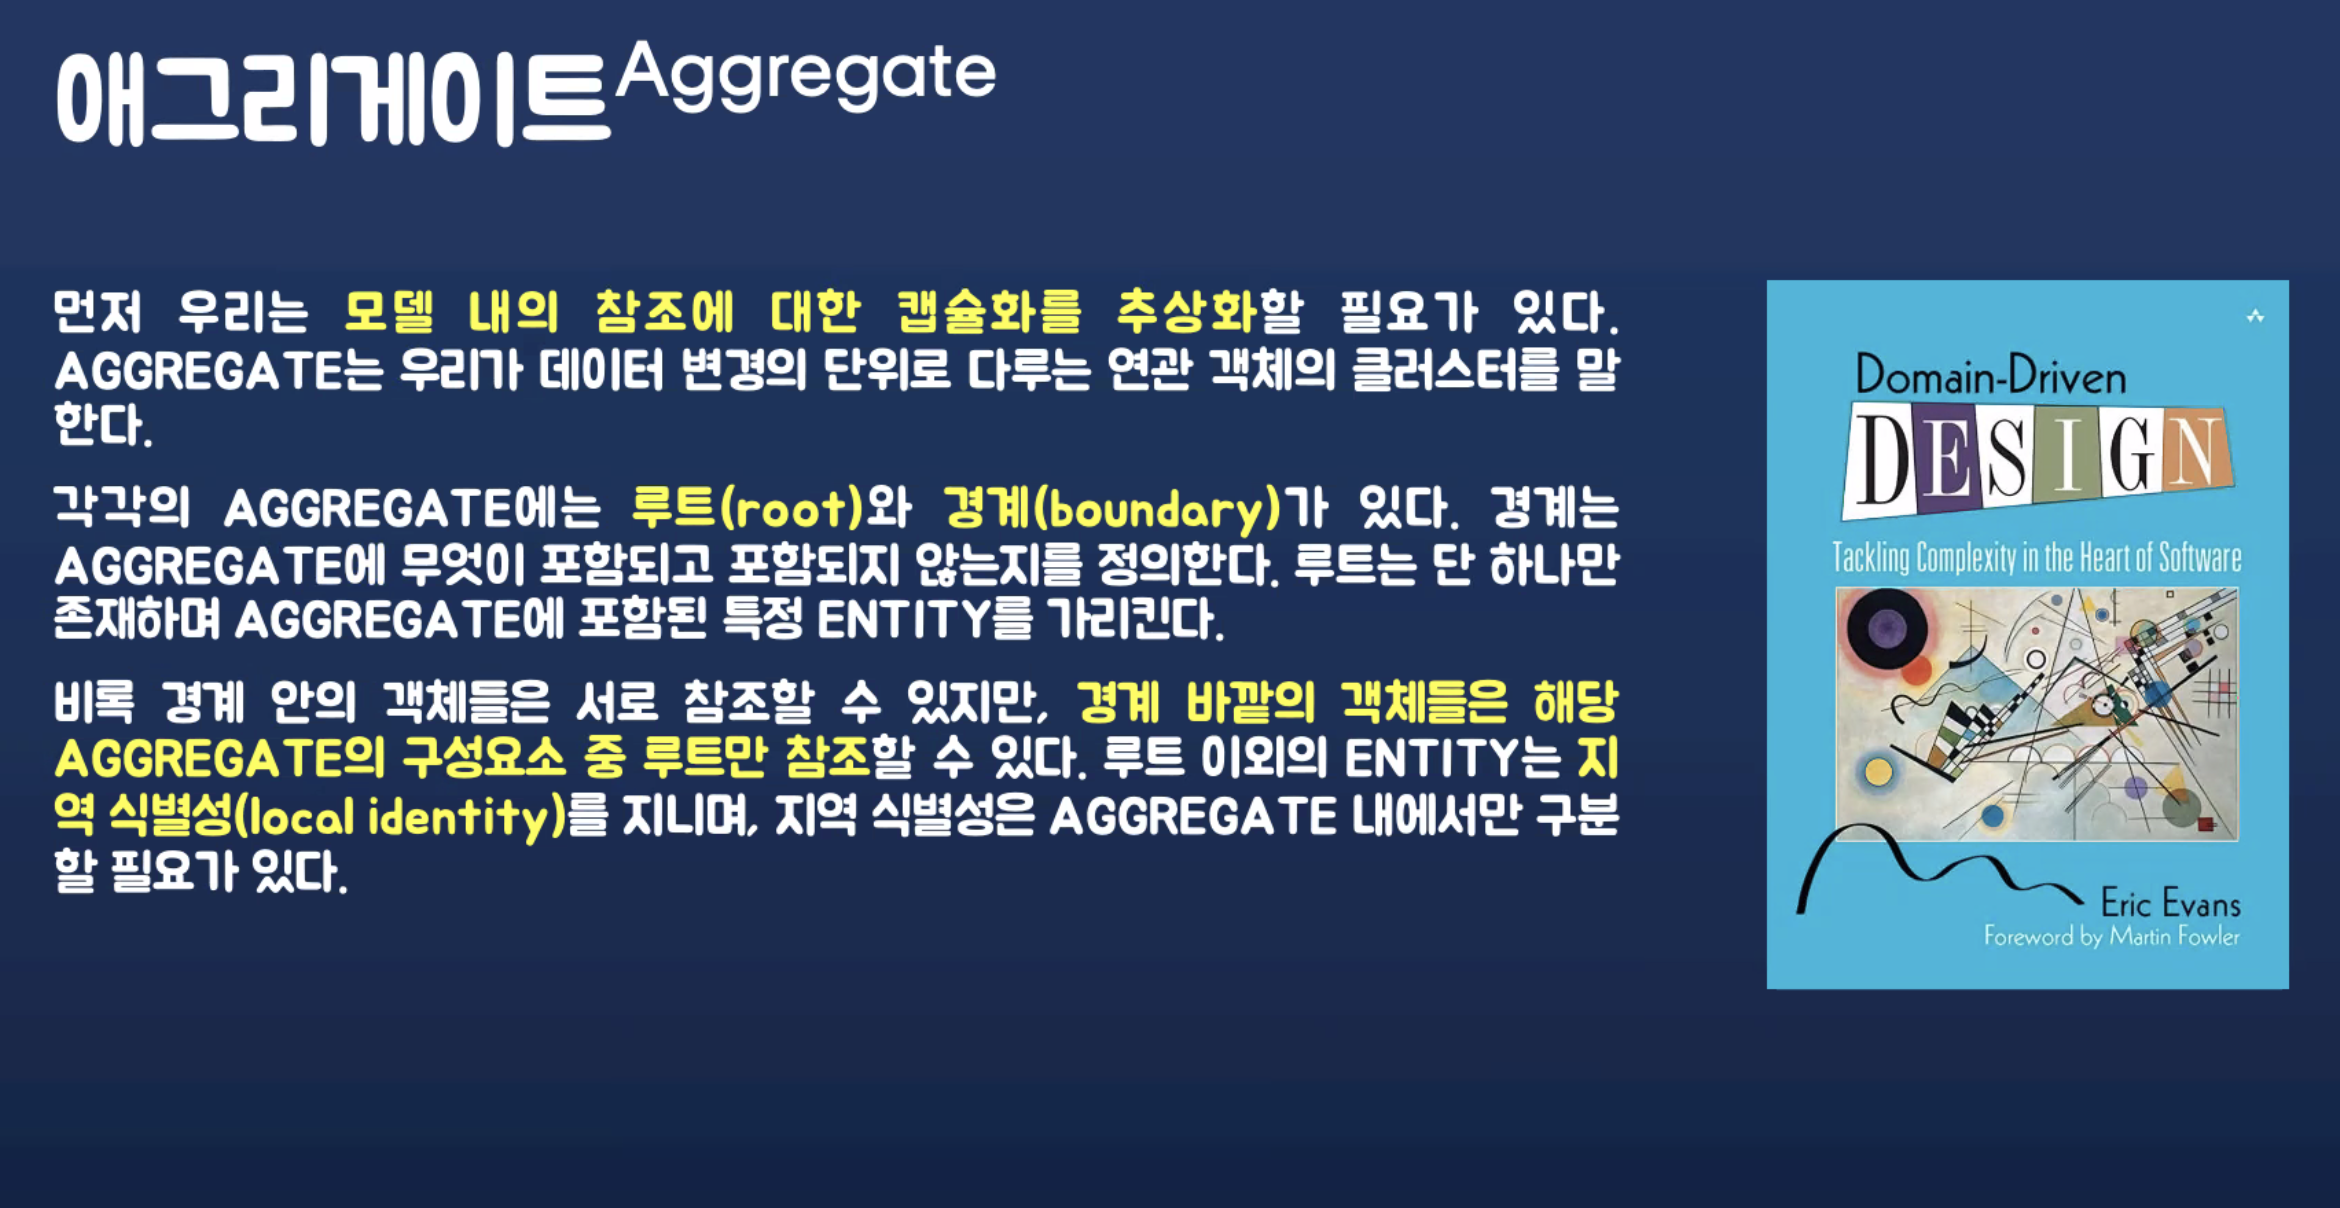 애그리게이트Aggregate
먼저 우리는 모델 내의 참조에 대한 캡슐화를 추상화할 필요가 있다.
AGGREGATE는 우리가 데이터 변경의 단위로 다루는 연관 객체의 클러스터를 말
한다.
각각의 AGGREGATE에는 루트(root)와 경계(boundary)가 있다. 경계는
AGGREGATE에 무엇이 포함되고 포함되지 않는지를 정의한다. 루트는 단 하나만
존재하며 AGGREGATE에 포함된 특정 ENTITY를 가리킨다.
비록 경계 안의 객체들은 서로 참조할 수 있지만, 경계 바깥의 객체들은 해당
AGGREGATE의 구성요소 중 루트만 참조할 수 있다. 루트 이외의 ENTITY는 지
역 식별성(local identity)를 지니며, 지역 식별성은 AGGREGATE 내에서만 구분
할 필요가 있다.
Domain-Driven
DESIGN
Tackling Complexity in the Heart of Software
Eric Evans
Foreword by Martin Fowler